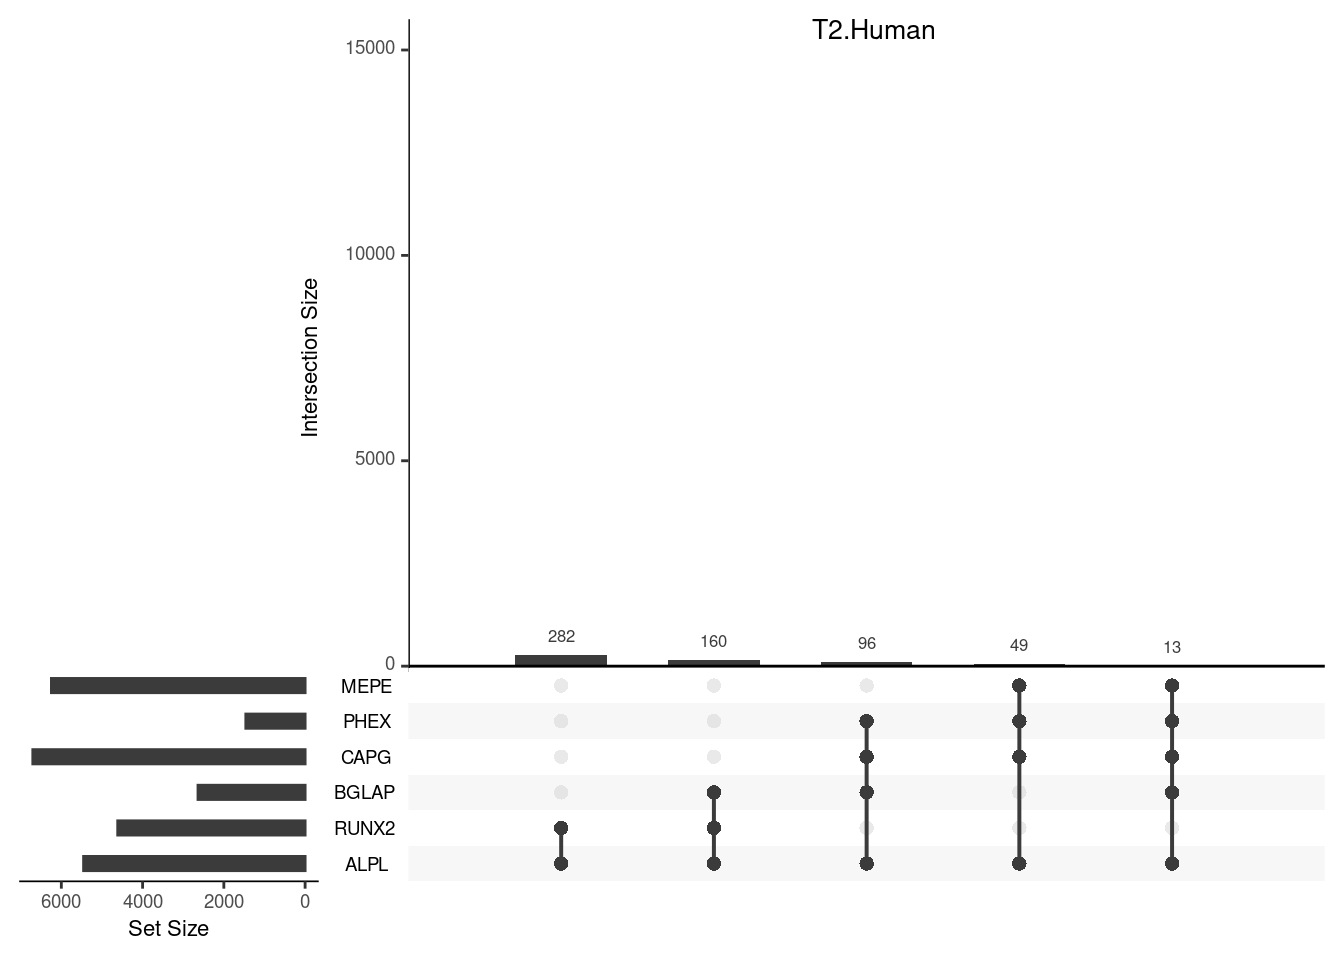 T2.Human
15000
10000
5000
0
Intersection Size
282
160
96
49
13
MEPE
PHEX
CAPG
BGLAP
RUNX2
ALPL
6000 4000 2000 0
Set Size